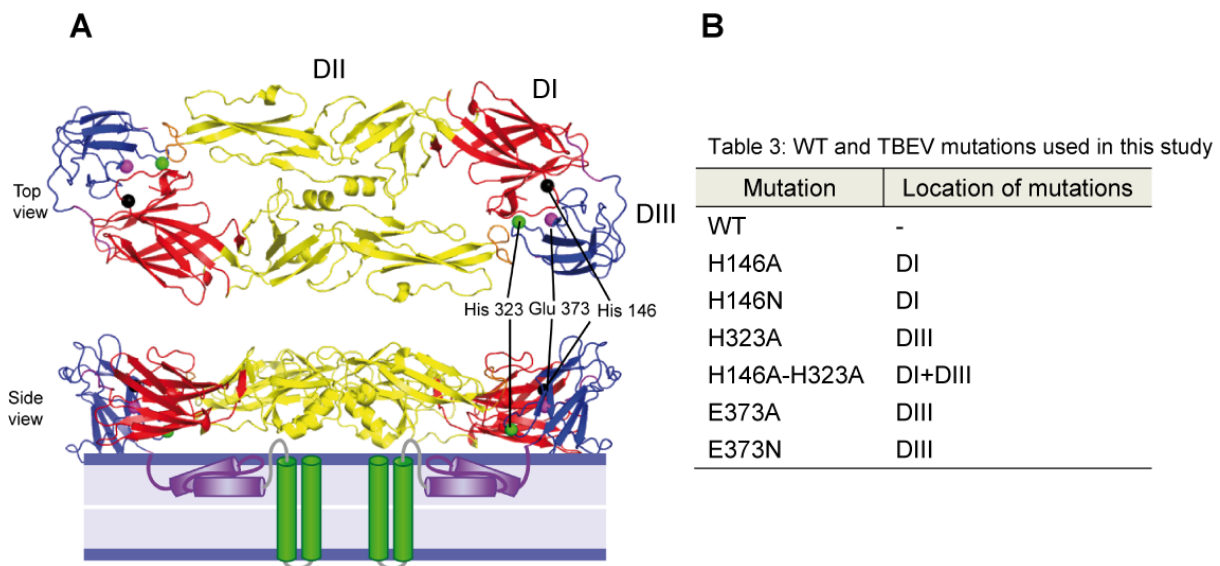 A
DII
DI
Top
view
DIII
His 323 Glu 373 His 146
Side
view
B
Table 3: WT and TBEV mutations used in this study
Mutation Location of mutations
WT -
H146A DI
H146N DI
H323A DIII
H146A-H323A DI+DIII
E373A DIII
E373N DIII